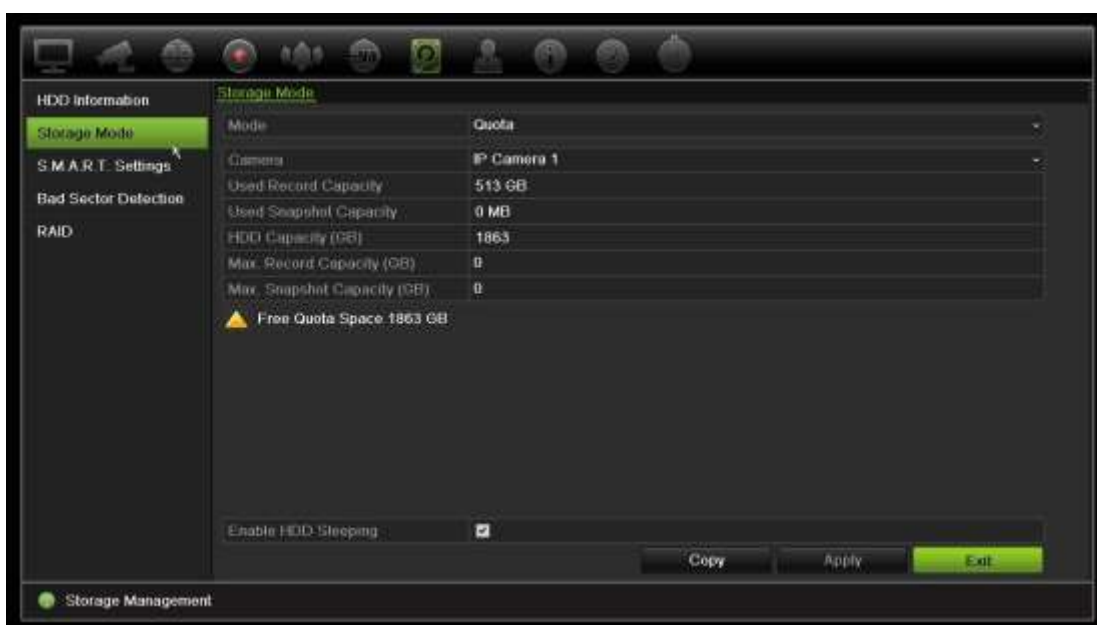 HDD Information
Storage Mode
S.M.A.R.T. Settings
Bad Sector Detection
RAID
Storage Mode
Mode Quota
Camera IP Camera 1
Used Record Capacity 513 GB
Used Snapshot Capacity 0 MB
HDD Capacity (GB) 1863
Max. Record Capacity (GB) 0
Max. Snapshot Capacity (GB) 0
Free Quota Space 1863 GB
Enable HDD Sleeping
Copy Apply Exit
Storage Management